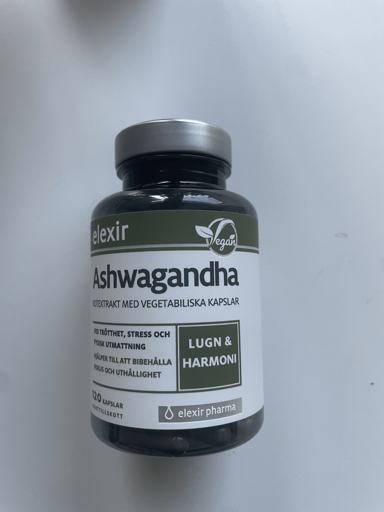 elexir
Vegan
Ashwagandha
ROTEXTRAKT MED VEGETABILISKA KAPSLAR
VID TRÖTTHET, STRESS OCH
FYSISK UTMATTNING
HJÄLPER TILL ATT BIBEHÅLLA
FOKUS OCH UTHÅLLIGHET
LUGN &
HARMONI
120 KAPSLAR
KOSTTILLSKOTT
elexir pharma